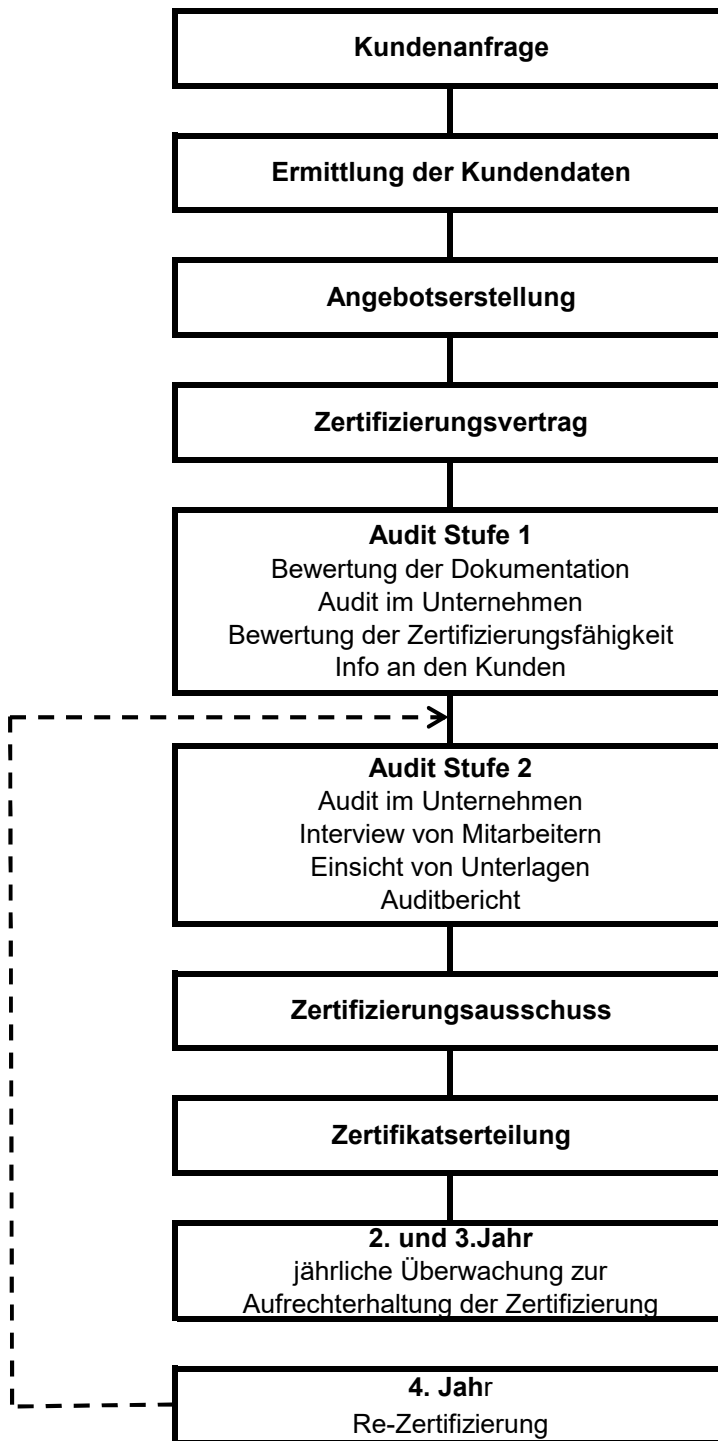 Kundenanfrage
Ermittlung der Kundendaten
Angebotserstellung
Zertifizierungsvertrag
Audit Stufe 1
Bewertung der Dokumentation
Audit im Unternehmen
Bewertung der Zertifizierungsfähigkeit
Info an den Kunden
Audit Stufe 2
Audit im Unternehmen
Interview von Mitarbeitern
Einsicht von Unterlagen
Auditbericht
Zertifizierungsausschuss
Zertifikatserteilung
2. und 3.Jahr
jährliche Überwachung zur
Aufrechterhaltung der Zertifizierung
4. Jahr
Re-Zertifizierung